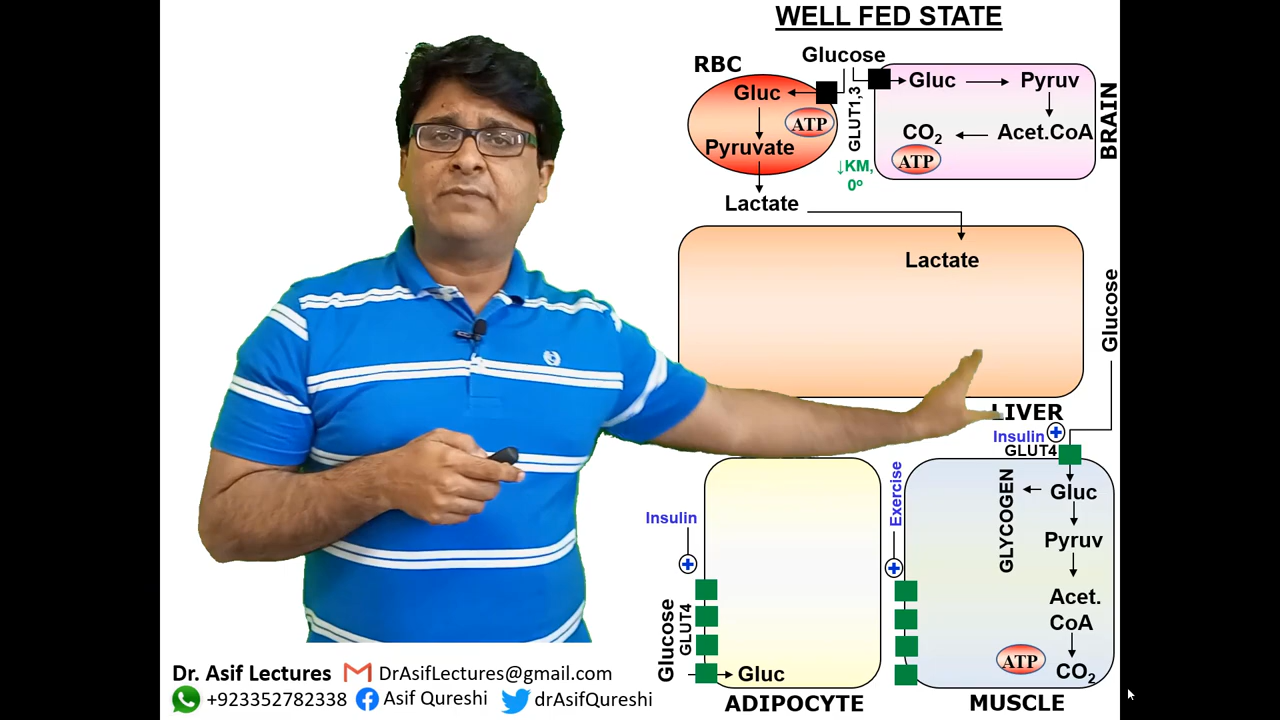 WELL FED STATE
Glucose
RBC
Gluc
ATP
Pyruvate
Lactate
GLUT1,3
↓KM,
0º
Gluc
Pyruv
CO₂
Acet.CoA
ATP
BRAIN
Lactate
LIVER
Glucose
Insulin
GLUT4
Insulin
Glucose
GLUT4
Gluc
ADIPOCYTE
Exercise
GLYCOGEN
Gluc
Pyruv
Acet.
CoA
ATP
CO₂
MUSCLE
Dr. Asif Lectures DrAsifLectures@gmail.com
+923352782338 Asif Qureshi drAsifQureshi